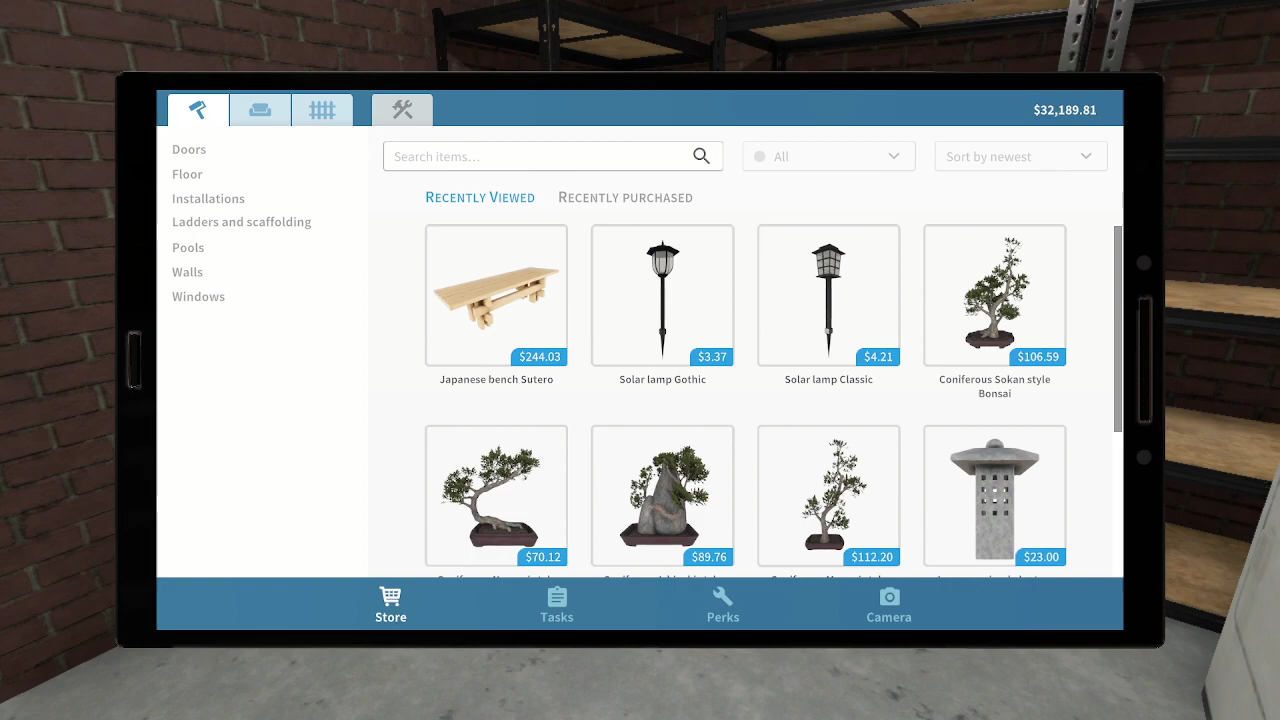 $32,189.81
Doors
Floor
Installations
Ladders and scaffolding
Pools
Walls
Windows
Search items...
All
Sort by newest
RECENTLY VIEWED
RECENTLY PURCHASED
$244.03
$3.37
$4.21
$106.59
Japanese bench Sutero
Solar lamp Gothic
Solar lamp Classic
Coniferous Sokan style
Bonsai
$70.12
$89.76
$112.20
$23.00
Store
Tasks
Perks
Camera